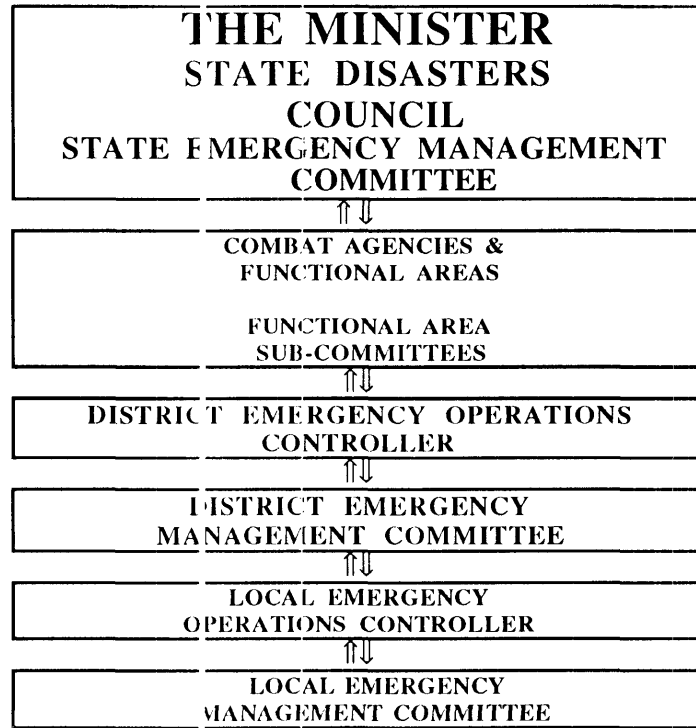 THE MINISTER
STATE DISASTERS
COUNCIL
STATE EMERGENCY MANAGEMENT
COMMITTEE
⇑⇓
COMBAT AGENCIES &
FUNCTIONAL AREAS
FUNCTIONAL AREA
SUB-COMMITTEES
⇑⇓
DISTRICT EMERGENCY OPERATIONS
CONTROLLER
⇑⇓
DISTRICT EMERGENCY
MANAGEMENT COMMITTEE
⇑⇓
LOCAL EMERGENCY
OPERATIONS CONTROLLER
⇑⇓
LOCAL EMERGENCY
MANAGEMENT COMMITTEE